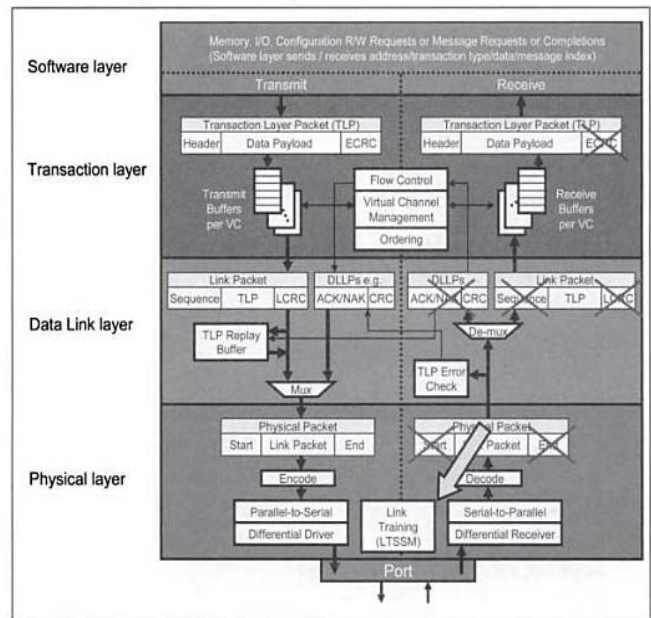 Software layer
Memory, I/O, Configuration R/W Requests or Message Requests or Completions
(Software layer sends / receives address/transaction type/data/message index)
Transmit
Receive
Transaction layer
Transaction Layer Packet (TLP)
Header Data Payload ECRC
Transaction Layer Packet (TLP)
Header Data Payload ECRC
Transmit
Buffers
per VC
Flow Control
Virtual Channel
Management
Ordering
Receive
Buffers
per VC
Data Link layer
Link Packet
Sequence TLP LCRC
DLLPs e.g.
ACK/NAK CRC
DLLPs
ACK/NAK CRC
Link Packet
Sequence TLP LCRC
TLP Replay
Buffer
De-mux
TLP Error
Check
Mux
Physical layer
Physical Packet
Start Link Packet End
Physical Packet
Start Link Packet End
Encode
Decode
Parallel-to-Serial
Differential Driver
Link
Training
(LTSSM)
Serial-to-Parallel
Differential Receiver
Port